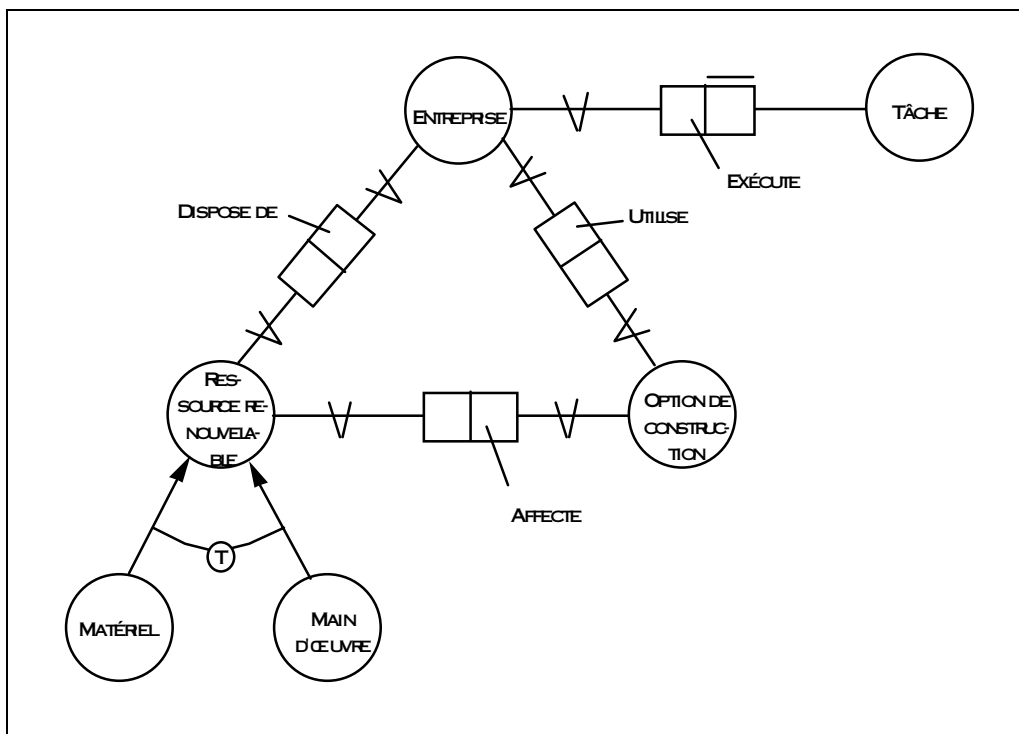 ENTREPRISE
TÂCHE
EXÉCUTE
DISPOSE DE
UTILISE
RES-
SOURCE RE-
NOUVELA-
BLE
OPTION DE
CONSTRUC-
TION
AFFECTE
T
MATÉRIEL
MAIN
D'ŒUVRE